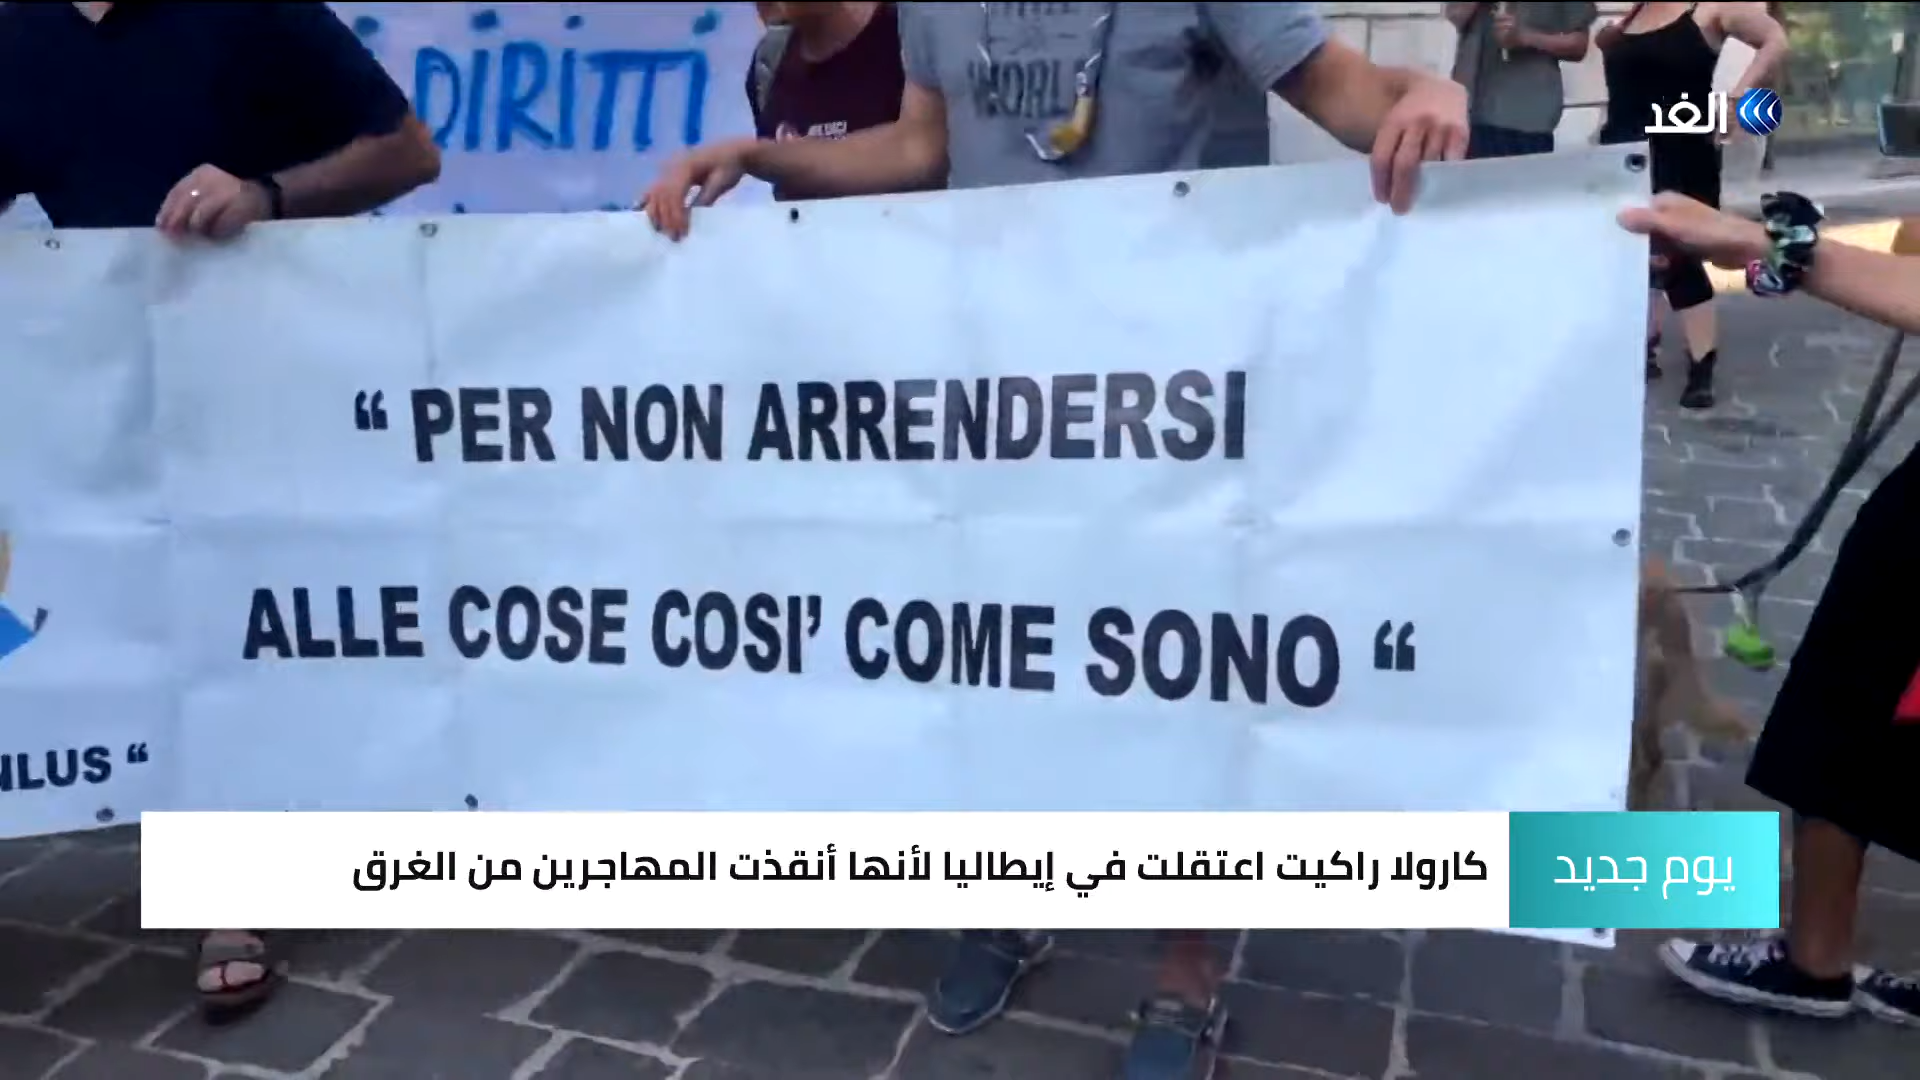 DIRITTI
WORL
الغد
“ PER NON ARRENDERSI
ALLE COSE COSI’ COME SONO “
NLUS “
يوم جديد
كارولا راكيت اعتقلت في إيطاليا لأنها أنقذت المهاجرين من الغرق